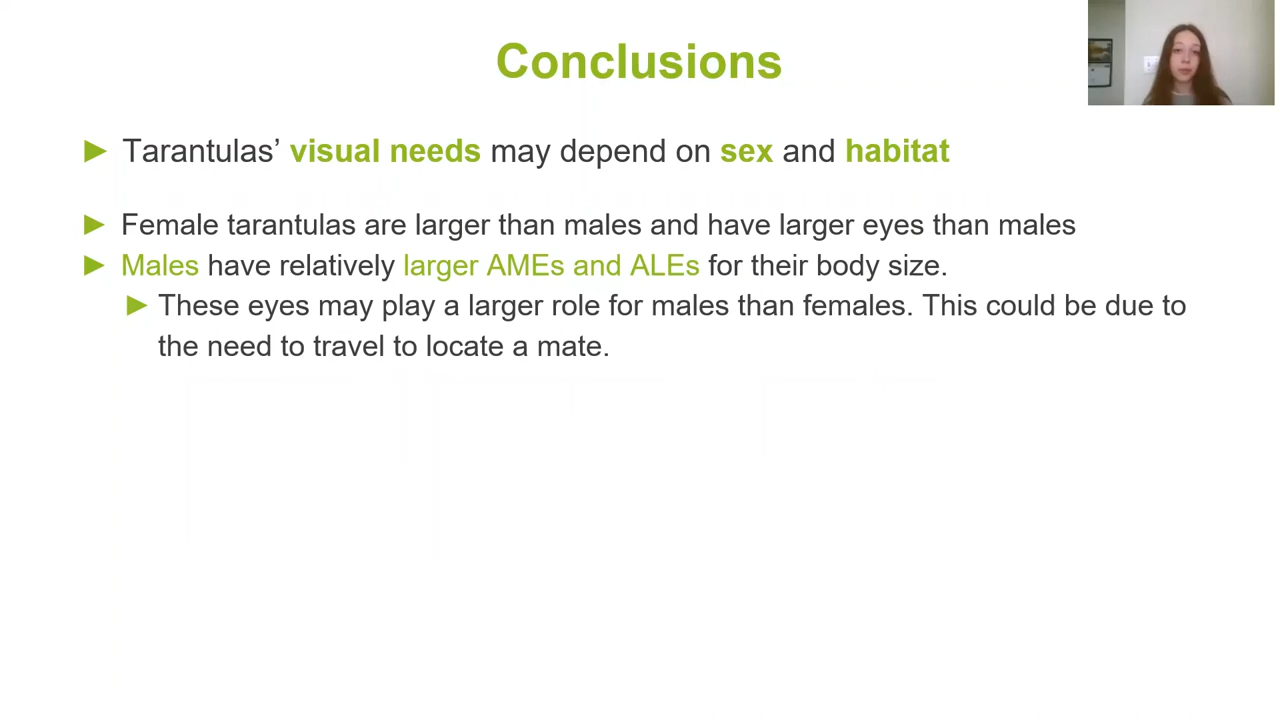 Conclusions
► Tarantulas’ visual needs may depend on sex and habitat
► Female tarantulas are larger than males and have larger eyes than males
► Males have relatively larger AMEs and ALEs for their body size.
► These eyes may play a larger role for males than females. This could be due to
the need to travel to locate a mate.